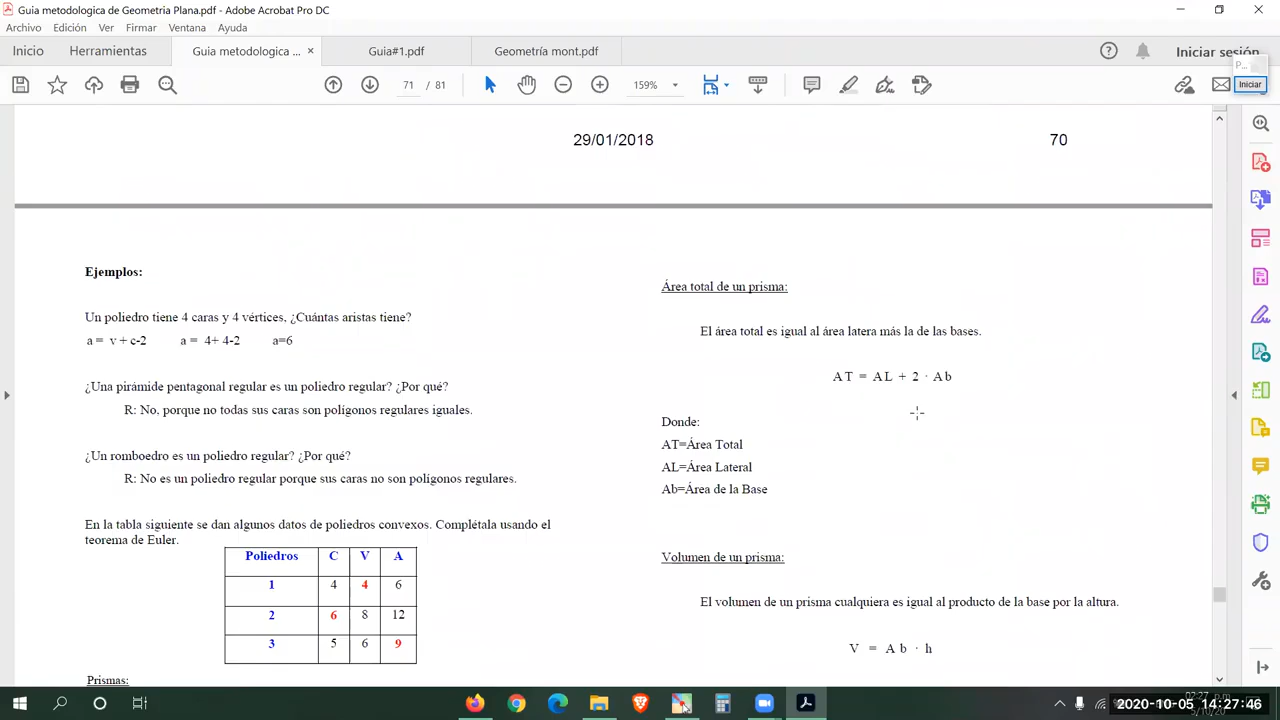 Guia metodologica de Geometria Plana.pdf - Adobe Acrobat Pro DC
Archivo Edición Ver Firmar Ventana Ayuda
Inicio Herramientas Guia metodologica ... × Guia#1.pdf Geometría mont.pdf Iniciar sesión
P...
Iniciar
71 / 81 159%
29/01/2018 70
Ejemplos:
Un poliedro tiene 4 caras y 4 vértices, ¿Cuántas aristas tiene?
a = v + c-2 a = 4+ 4-2 a=6
¿Una pirámide pentagonal regular es un poliedro regular? ¿Por qué?
R: No, porque no todas sus caras son polígonos regulares iguales.
¿Un romboedro es un poliedro regular? ¿Por qué?
R: No es un poliedro regular porque sus caras no son polígonos regulares.
En la tabla siguiente se dan algunos datos de poliedros convexos. Complétala usando el
teorema de Euler.
Poliedros C V A
1 4 4 6
2 6 8 12
3 5 6 9
Prismas:
Área total de un prisma:
El área total es igual al área latera más la de las bases.
AT = AL + 2 · Ab
Donde:
AT=Área Total
AL=Área Lateral
Ab=Área de la Base
Volumen de un prisma:
El volumen de un prisma cualquiera es igual al producto de la base por la altura.
V = Ab · h
2020-10-05 14:27:46